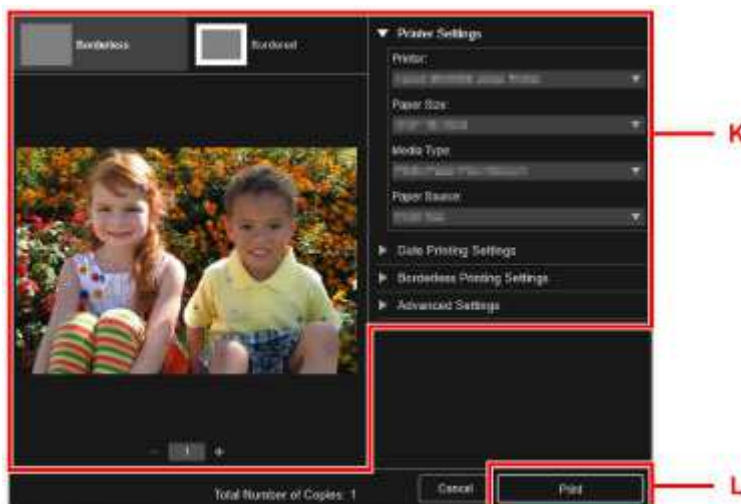 Borderless
Bordered
▼ Printer Settings
Printer:
Paper Size:
Media Type:
Paper Source:
▶ Date Printing Settings
▶ Borderless Printing Settings
▶ Advanced Settings
K
- 1 +
Total Number of Copies: 1
Cancel
Print
L